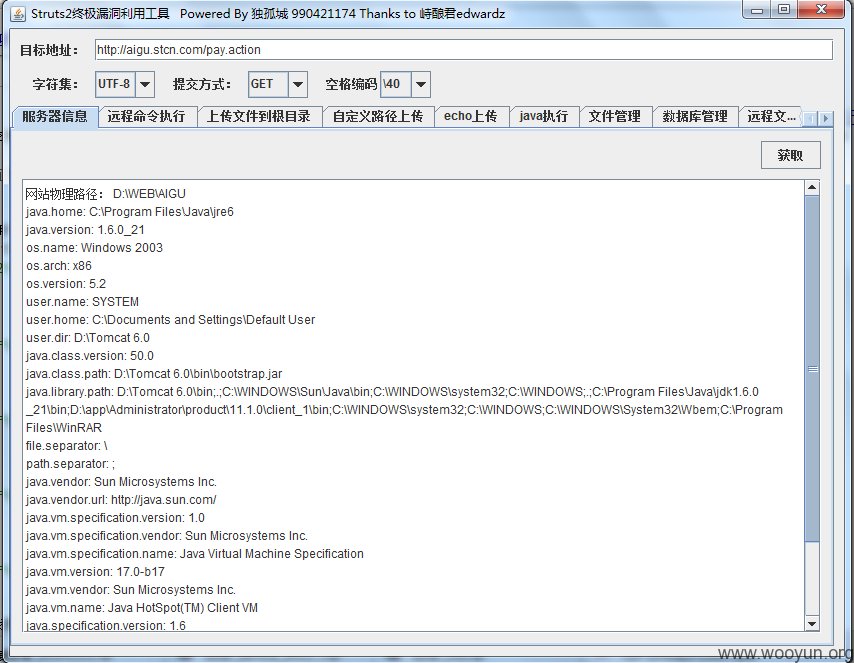 Struts2终极漏洞利用工具 Powered By 独孤城 990421174 Thanks to 峙酿君edwardz
目标地址：
http://aigu.stcn.com/pay.action
字符集： UTF-8 提交方式： GET 空格编码 \40
服务器信息 远程命令执行 上传文件到根目录 自定义路径上传 echo上传 java执行 文件管理 数据库管理 远程文...
获取
网站物理路径： D:\WEB\AIGU
java.home: C:\Program Files\Java\jre6
java.version: 1.6.0_21
os.name: Windows 2003
os.arch: x86
os.version: 5.2
user.name: SYSTEM
user.home: C:\Documents and Settings\Default User
user.dir: D:\Tomcat 6.0
java.class.version: 50.0
java.class.path: D:\Tomcat 6.0\bin\bootstrap.jar
java.library.path: D:\Tomcat 6.0\bin;.;C:\WINDOWS\Sun\Java\bin;C:\WINDOWS\system32;C:\WINDOWS;.;C:\Program Files\Java\jdk1.6.0
_21\bin;D:\app\Administrator\product\11.1.0\client_1\bin;C:\WINDOWS\system32;C:\WINDOWS;C:\WINDOWS\System32\Wbem;C:\Program
Files\WinRAR
file.separator: \
path.separator: ;
java.vendor: Sun Microsystems Inc.
java.vendor.url: http://java.sun.com/
java.vm.specification.version: 1.0
java.vm.specification.vendor: Sun Microsystems Inc.
java.vm.specification.name: Java Virtual Machine Specification
java.vm.version: 17.0-b17
java.vm.vendor: Sun Microsystems Inc.
java.vm.name: Java HotSpot(TM) Client VM
java.specification.version: 1.6
www.wooyun.org